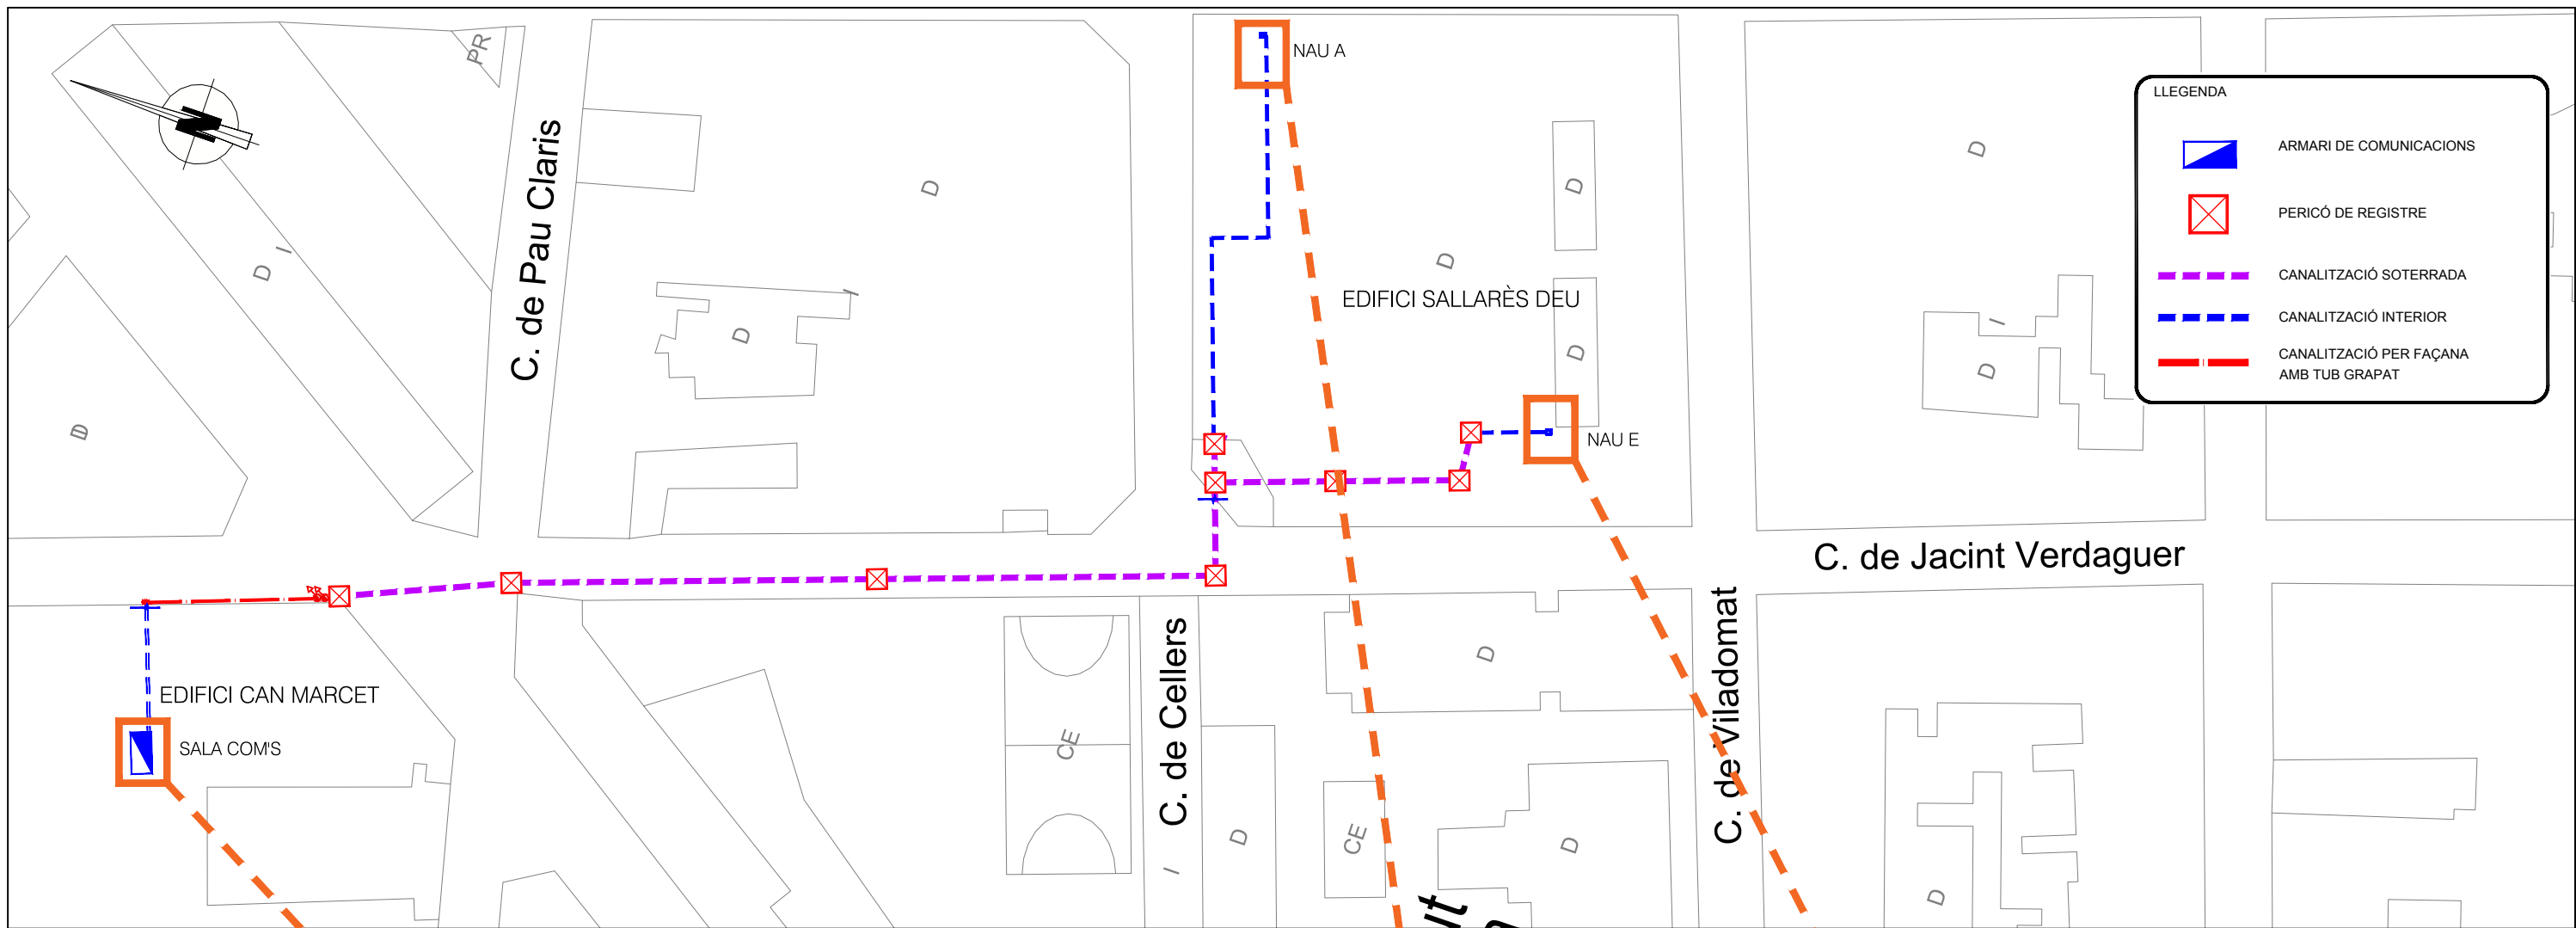 PR
NAU A
LLEGENDA
ARMARI DE COMUNICACIONS
PERICÓ DE REGISTRE
CANALITZACIÓ SOTERRADA
CANALITZACIÓ INTERIOR
CANALITZACIÓ PER FAÇANA
AMB TUB GRAPAT
C. de Pau Claris
D
D
D
D
I
D
EDIFICI SALLARÈS DEU
I
D
D
I
D
D
NAU E
C. de Jacint Verdaguer
EDIFICI CAN MARCET
SALA COM'S
CE
C. de Cellers
I
D
D
CE
D
C. de Viladomat
D